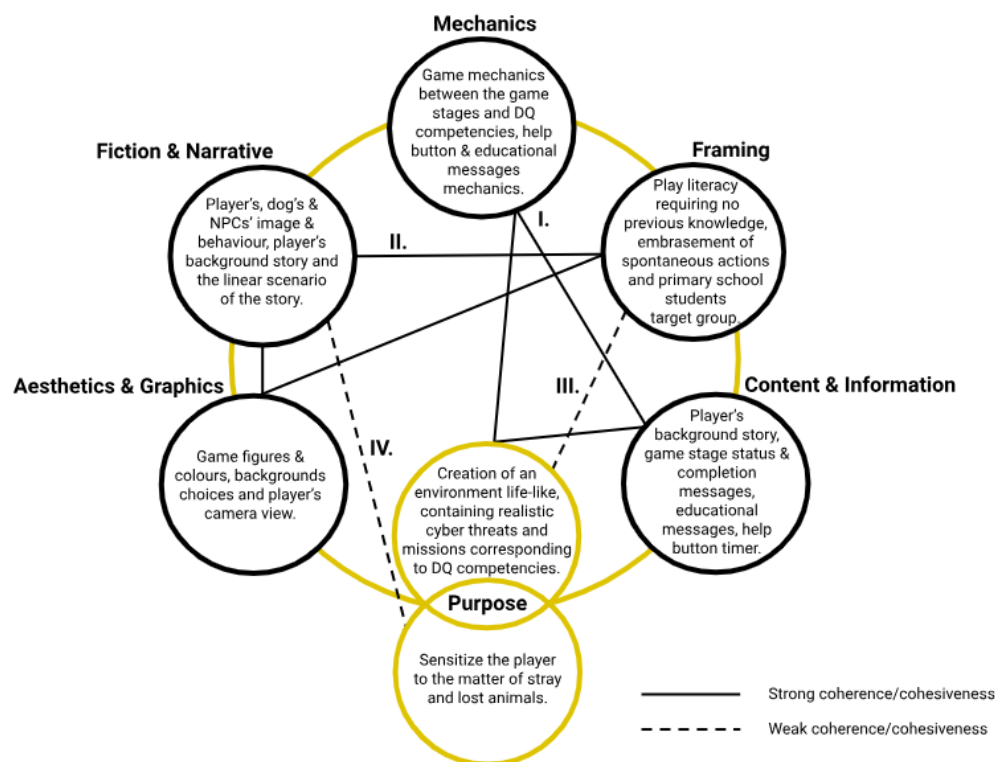 Mechanics
Game mechanics
between the game
stages and DQ
competencies, help
button & educational
messages
mechanics.
Fiction & Narrative
Player's, dog's &
NPCs' image &
behaviour, player's
background story and
the linear scenario
of the story.
Framing
Play literacy
requiring no
previous knowledge,
embrasement of
spontaneous actions
and primary school
students
target group.
I.
II.
III.
IV.
Aesthetics & Graphics
Game figures &
colours, backgrounds
choices and player's
camera view.
Content & Information
Player's
background story,
game stage status &
completion
messages,
educational
messages, help
button timer.
Creation of an
environment life-like,
containing realistic
cyber threats and
missions corresponding
to DQ competencies.
Purpose
Sensitize the player
to the matter of stray
and lost animals.
Strong coherence/cohesiveness
Weak coherence/cohesiveness